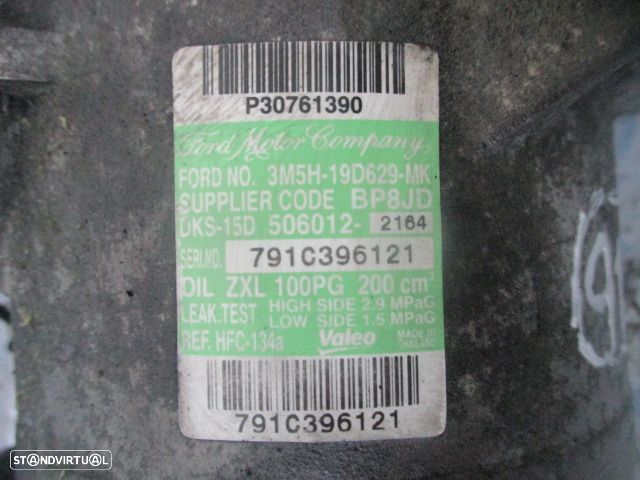 P30761390
Ford Motor Company
FORD NO. 3M5H-19D629-MK
SUPPLIER CODE BP8JD
DKS-15D 506012-2164
SERI.NO. 791C396121
OIL ZXL 100PG 200 cm³
LEAK.TEST HIGH SIDE 2.9 MPaG
LOW SIDE 1.5 MPaG
REF. HFC-134a Valeo MADE IN THAILAND
791C396121
STANDVIRTUAL